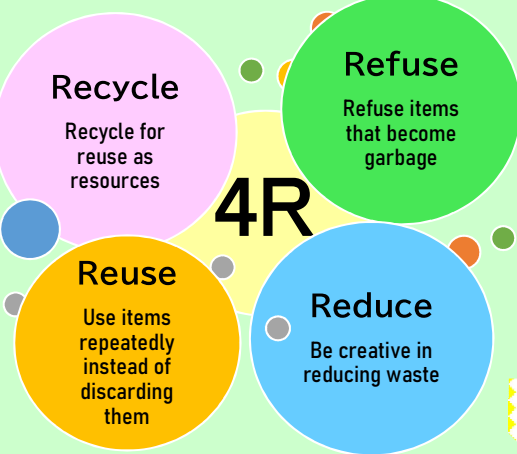 Recycle
Recycle for
reuse as
resources
Refuse
Refuse items
that become
garbage
4R
Reuse
Use items
repeatedly
instead of
discarding
them
Reduce
Be creative in
reducing waste